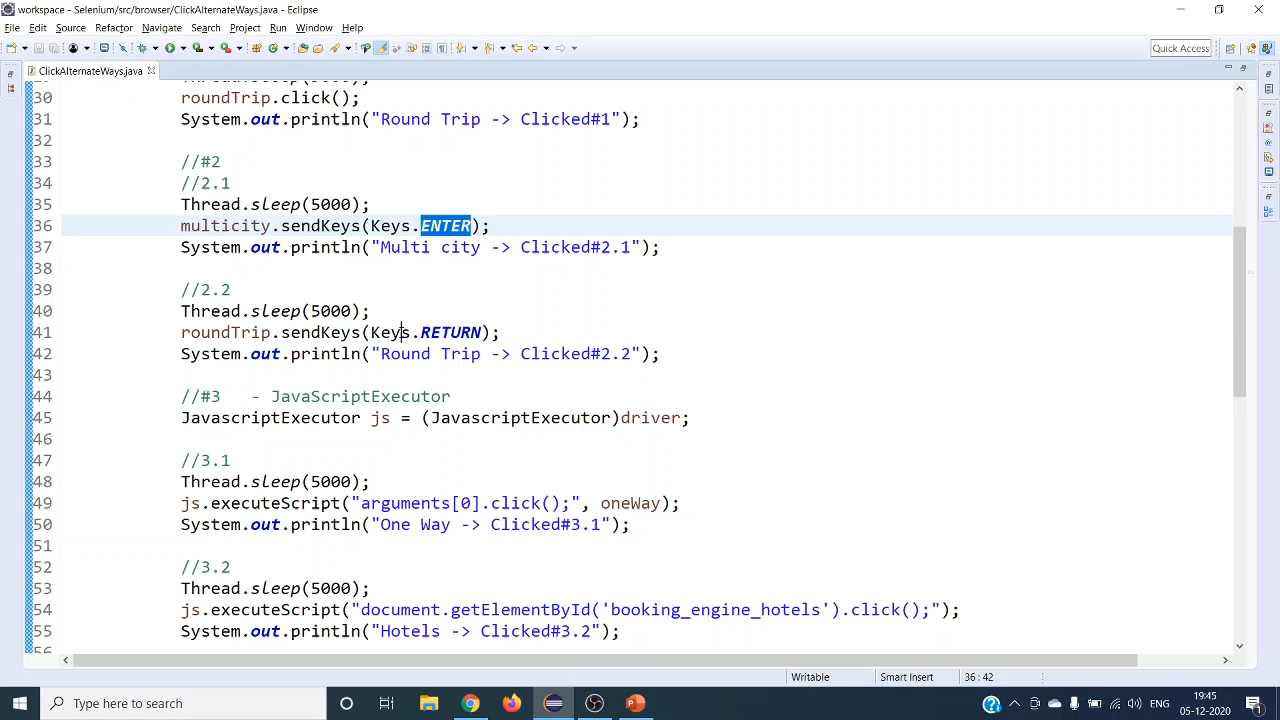 workspace - Selenium/src/browser/ClickAlternateWays.java - Eclipse
File Edit Source Refactor Navigate Search Project Run Window Help
Quick Access
ClickAlternateWays.java
30 roundTrip.click();
31 System.out.println("Round Trip -> Clicked#1");
32
33 //#2
34 //2.1
35 Thread.sleep(5000);
36 multicity.sendKeys(Keys.ENTER);
37 System.out.println("Multi city -> Clicked#2.1");
38
39 //2.2
40 Thread.sleep(5000);
41 roundTrip.sendKeys(Keys.RETURN);
42 System.out.println("Round Trip -> Clicked#2.2");
43
44 //#3 - JavaScriptExecutor
45 JavascriptExecutor js = (JavascriptExecutor)driver;
46
47 //3.1
48 Thread.sleep(5000);
49 js.executeScript("arguments[0].click();", oneWay);
50 System.out.println("One Way -> Clicked#3.1");
51
52 //3.2
53 Thread.sleep(5000);
54 js.executeScript("document.getElementById('booking_engine_hotels').click();");
55 System.out.println("Hotels -> Clicked#3.2");
Writable Smart Insert 36 : 42
Type here to search
ENG
19:45
05-12-2020